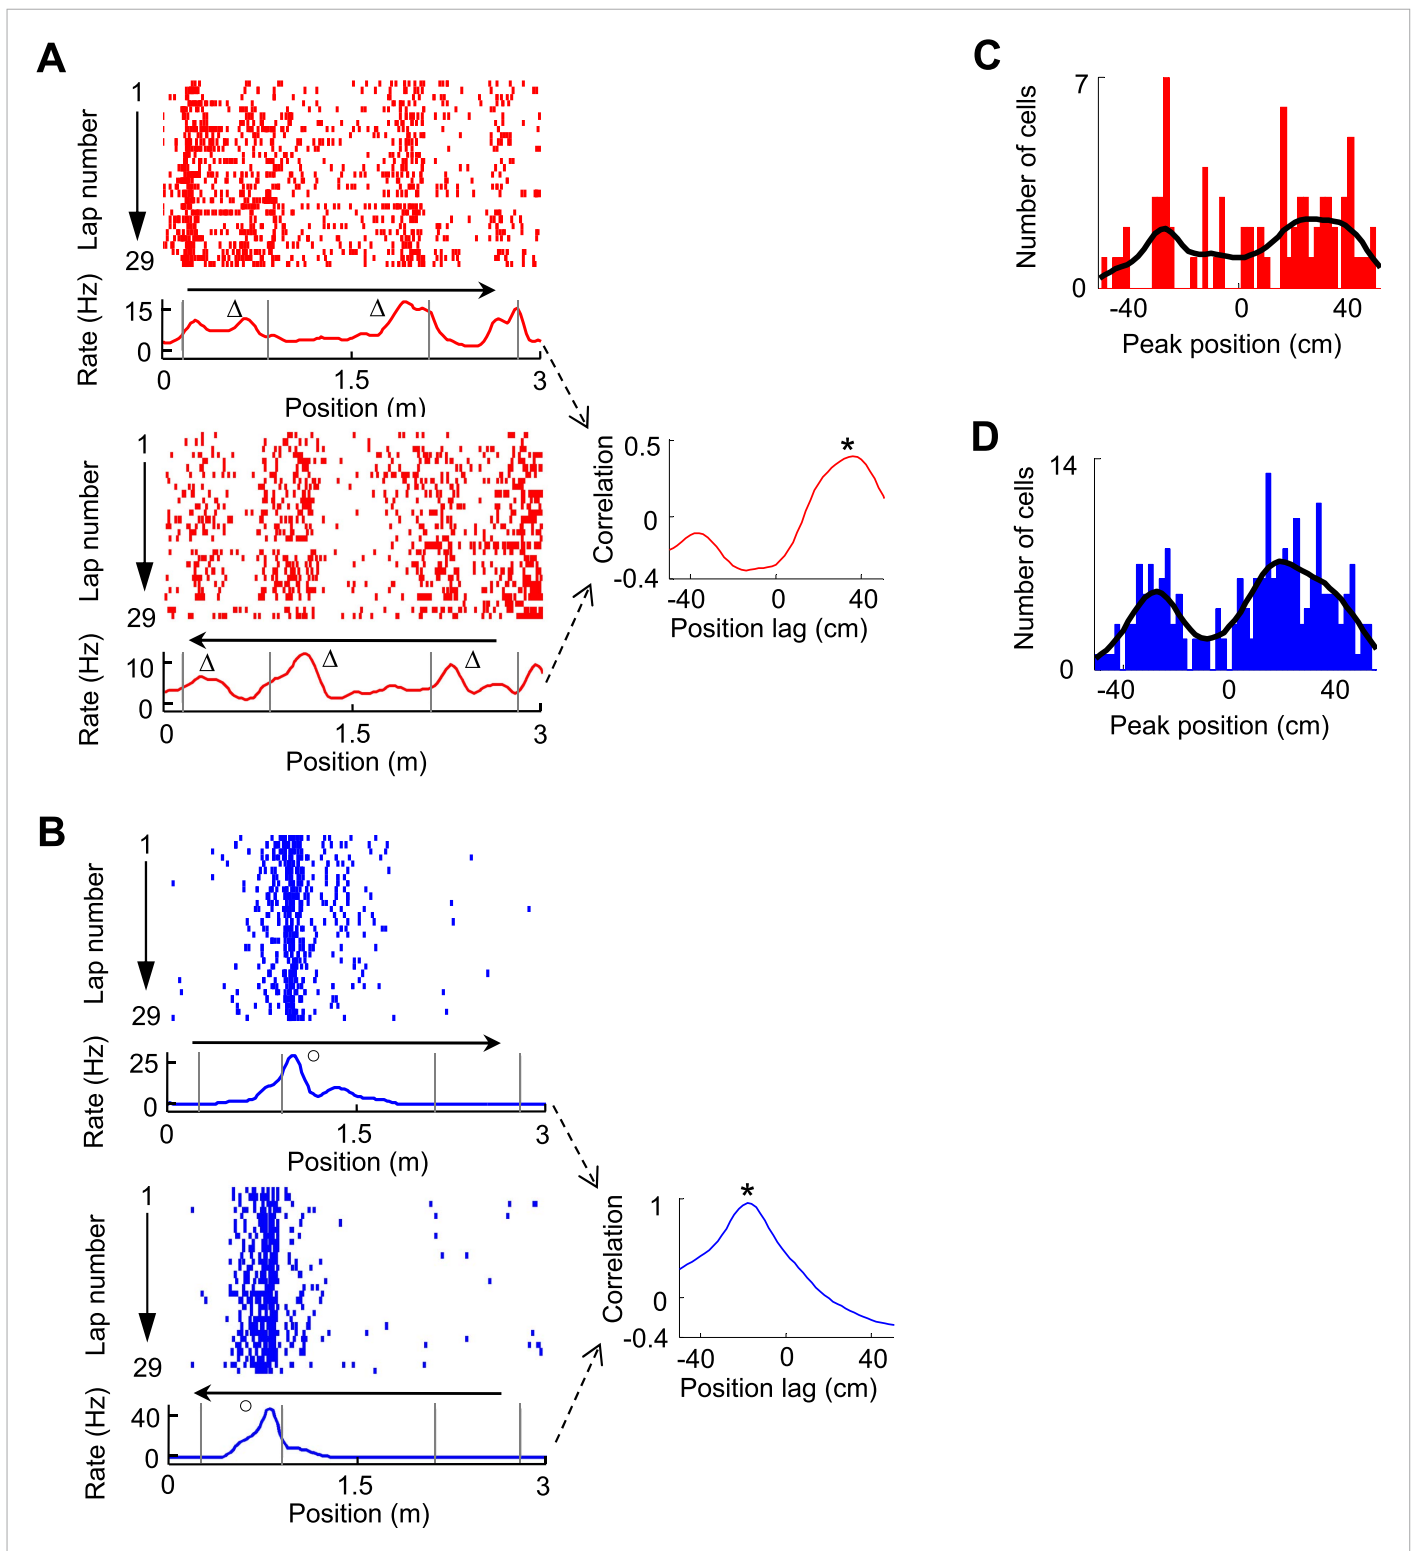 A
1
Lap number
29
Rate (Hz)
15
Δ
Δ
0
0
1.5
3
Position (m)
1
Lap number
29
Rate (Hz)
10
Δ
Δ
Δ
0
0
1.5
3
Position (m)
Correlation
0.5
*
0
-0.4
-40
0
40
Position lag (cm)
B
1
Lap number
29
Rate (Hz)
25
0
0
1.5
3
Position (m)
1
Lap number
29
Rate (Hz)
40
0
0
1.5
3
Position (m)
Correlation
1
*
0
-0.4
-40
0
40
Position lag (cm)
C
Number of cells
7
0
-40
0
40
Peak position (cm)
D
Number of cells
14
0
-40
0
40
Peak position (cm)